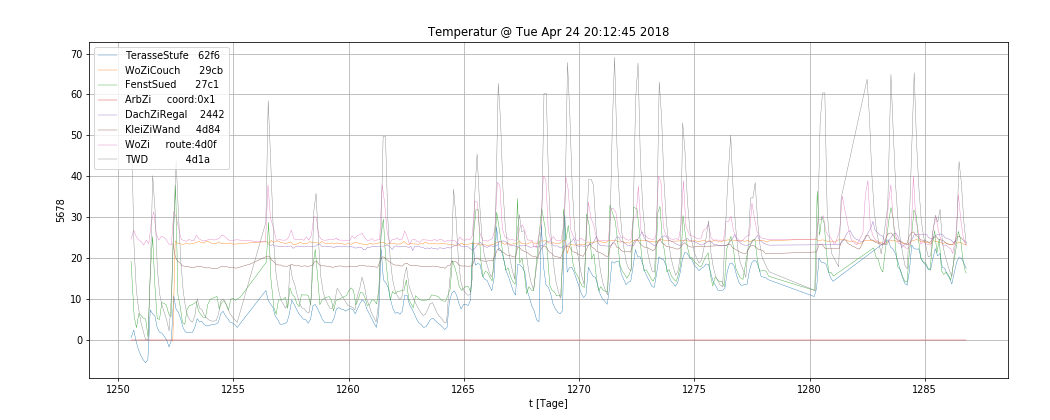 Temperatur @ Tue Apr 24 20:12:45 2018
70
60
50
40
30
20
10
0
5678
TerasseStufe 62f6
WoZiCouch 29cb
FenstSued 27c1
ArbZi coord:0x1
DachZiRegal 2442
KleiZiWand 4d84
WoZi route:4d0f
TWD 4d1a
1250 1255 1260 1265 1270 1275 1280 1285
t [Tage]